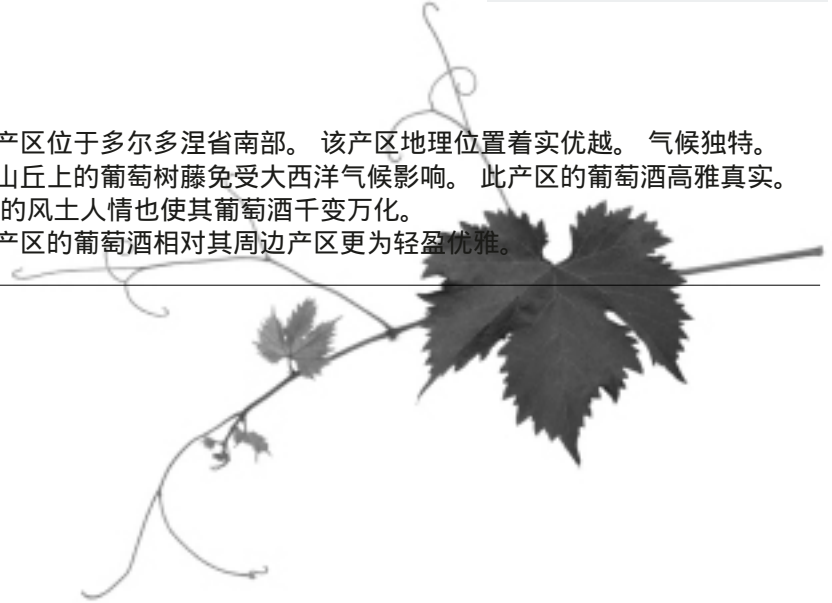 产区位于多尔多涅省南部。 该产区地理位置着实优越。 气候独特。
山丘上的葡萄树藤免受大西洋气候影响。 此产区的葡萄酒高雅真实。
的风土人情也使其葡萄酒千变万化。
产区的葡萄酒相对其周边产区更为轻盈优雅。